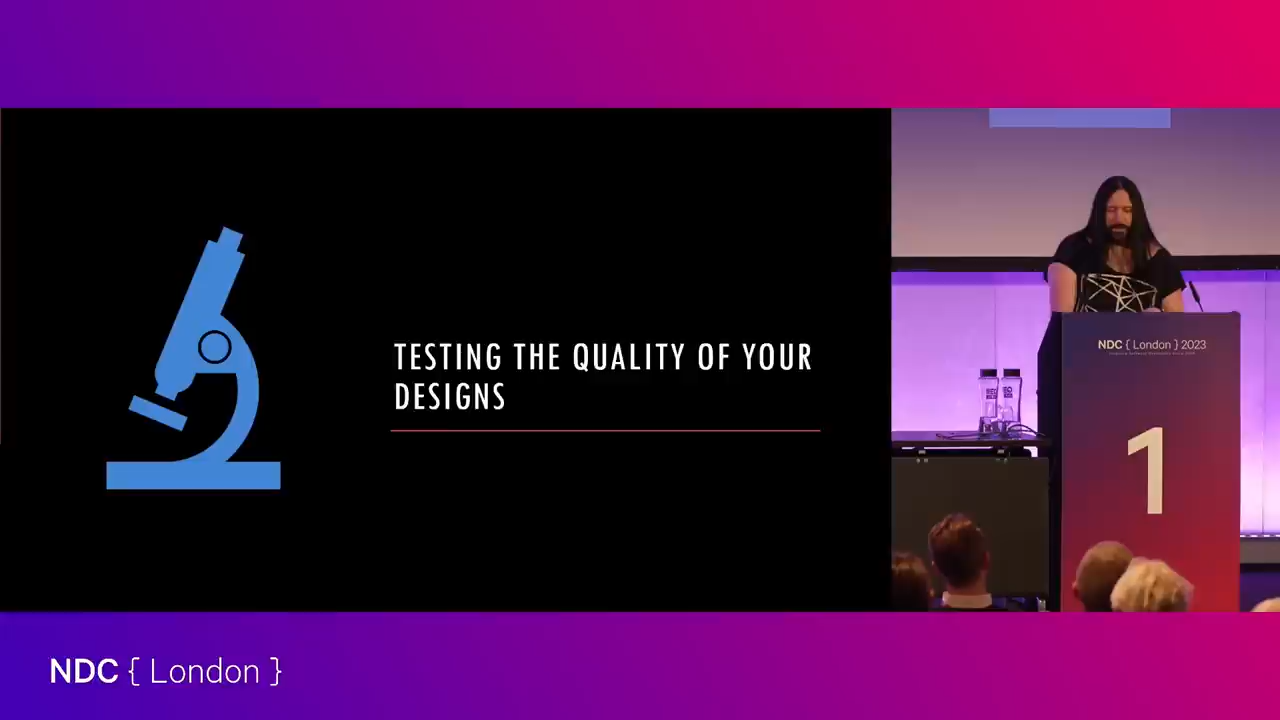 TESTING THE QUALITY OF YOUR
DESIGNS
NDC { London } 2023
1
NDC { London }